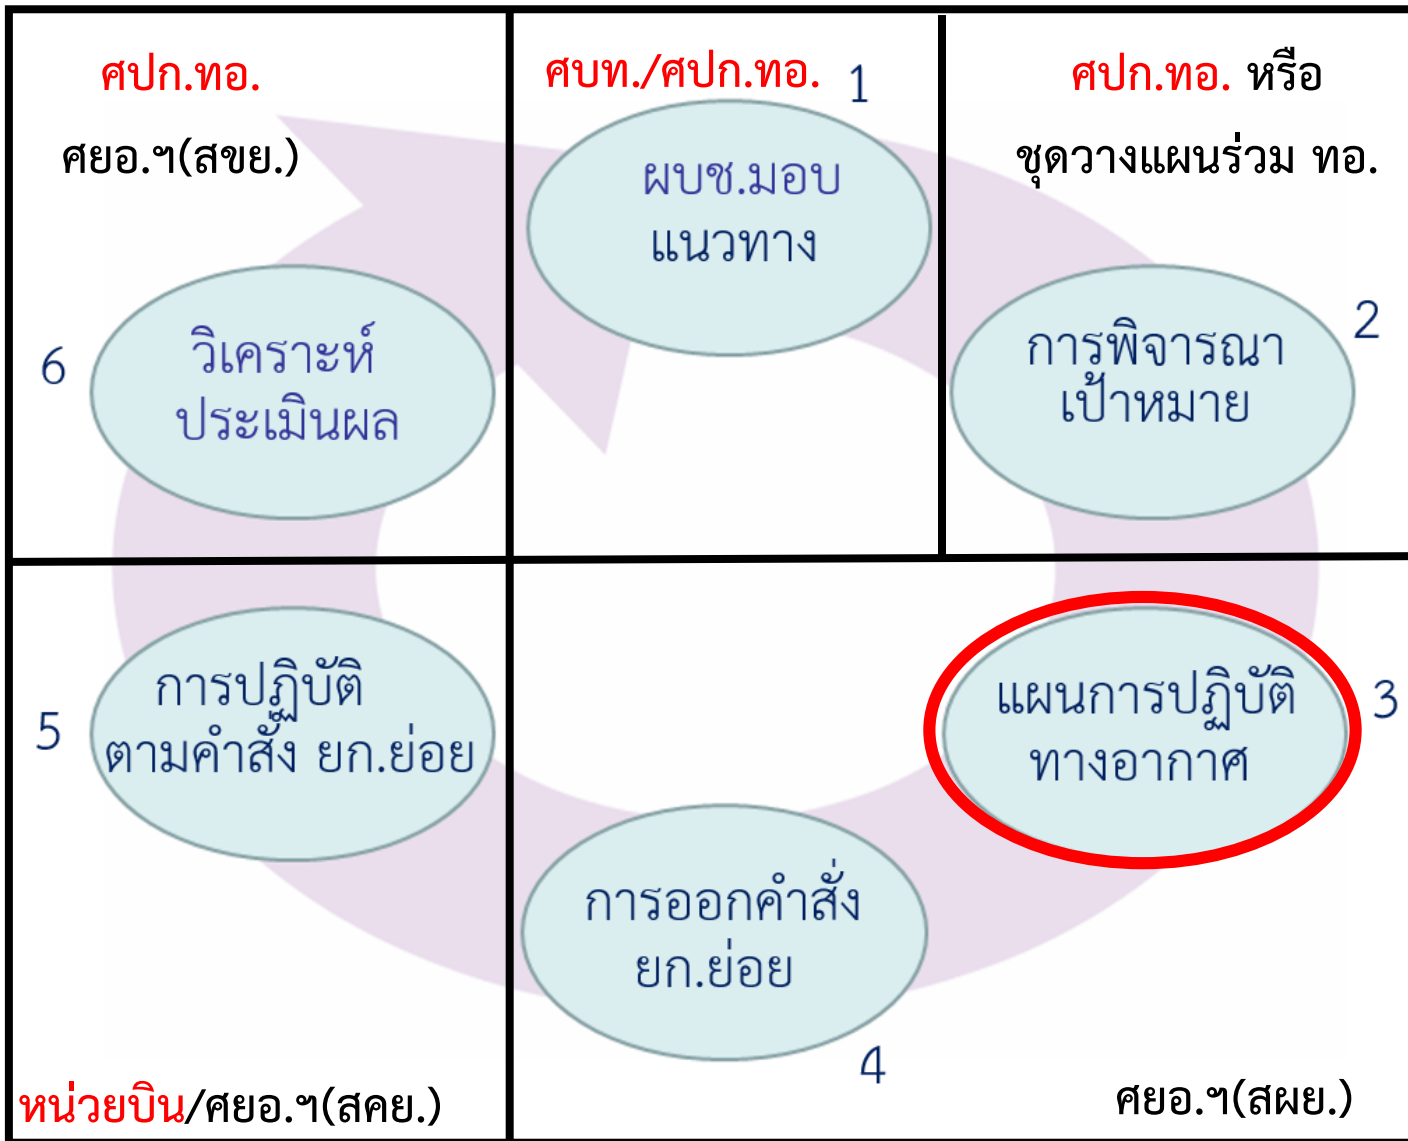 ศปก.ทอ.
ศยอ.ฯ(สขย.)
ศบท./ศปก.ทอ.
1
ผบช.มอบ
แนวทาง
ศปก.ทอ. หรือ
ชุดวางแผนร่วม ทอ.
2
การพิจารณา
เป้าหมาย
6
วิเคราะห์
ประเมินผล
3
แผนการปฏิบัติ
ทางอากาศ
5
การปฏิบัติ
ตามคำสั่ง ยก.ย่อย
การออกคำสั่ง
ยก.ย่อย
4
หน่วยบิน/ศยอ.ฯ(สคย.)
ศยอ.ฯ(สผย.)